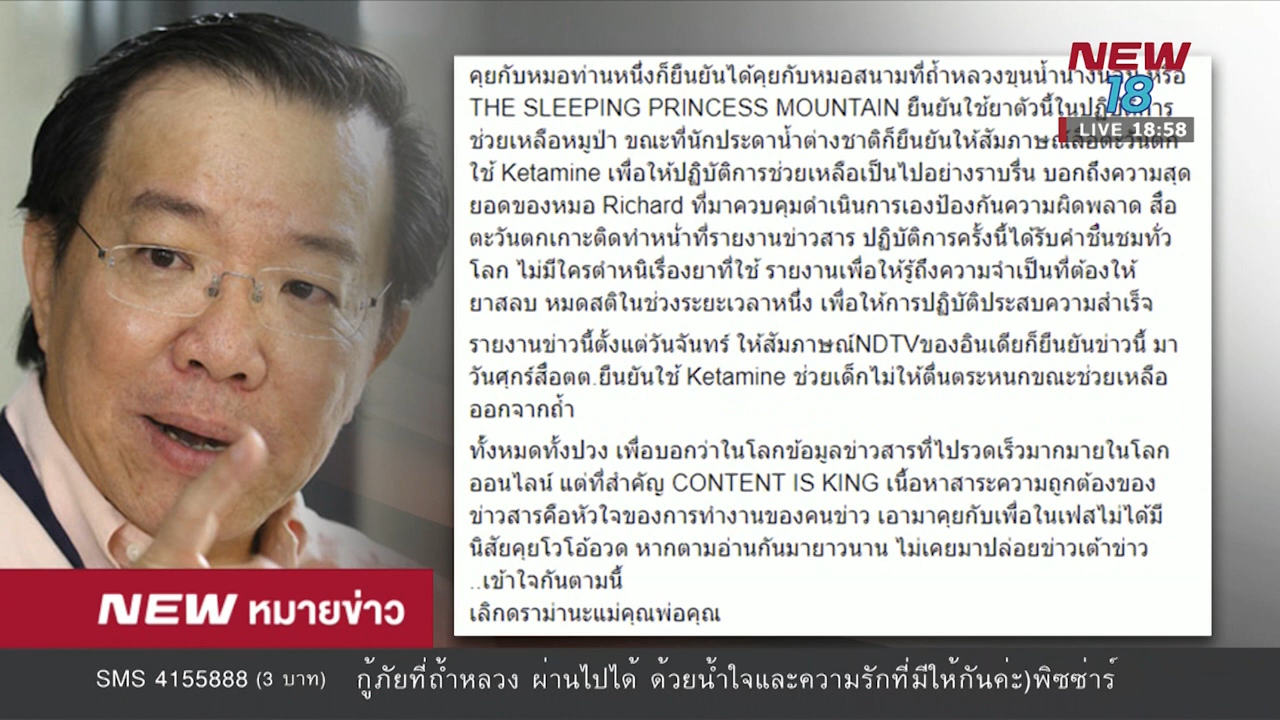 NEW
18
LIVE 18:58
คุยกับหมอท่านหนึ่งก็ยืนยันได้คุยกับหมอสนามที่ถ้ำหลวงขุนน้ำนางนอน หรือ
THE SLEEPING PRINCESS MOUNTAIN ยืนยันใช้ยาตัวนี้ในปฏิบัติการ
ช่วยเหลือหมูป่า ขณะที่นักประดาน้ำต่างชาติก็ยืนยันให้สัมภาษณ์สื่อตะวันตก
ใช้ Ketamine เพื่อให้ปฏิบัติการช่วยเหลือเป็นไปอย่างราบรื่น บอกถึงความสุด
ยอดของหมอ Richard ที่มาควบคุมดำเนินการเองป้องกันความผิดพลาด สื่อ
ตะวันตกเกาะติดทำหน้าที่รายงานข่าวสาร ปฏิบัติการครั้งนี้ได้รับคำชื่นชมทั่ว
โลก ไม่มีใครตำหนิเรื่องยาที่ใช้ รายงานเพื่อให้รู้ถึงความจำเป็นที่ต้องให้
ยาสลบ หมดสติในช่วงระยะเวลาหนึ่ง เพื่อให้การปฏิบัติประสบความสำเร็จ
รายงานข่าวนี้ตั้งแต่วันจันทร์ ให้สัมภาษณ์NDTVของอินเดียก็ยืนยันข่าวนี้ มา
วันศุกร์สื่อตต.ยืนยันใช้ Ketamine ช่วยเด็กไม่ให้ตื่นตระหนกขณะช่วยเหลือ
ออกจากถ้ำ
ทั้งหมดทั้งปวง เพื่อบอกว่าในโลกข้อมูลข่าวสารที่ไปรวดเร็วมากมายในโลก
ออนไลน์ แต่ที่สำคัญ CONTENT IS KING เนื้อหาสาระความถูกต้องของ
ข่าวสารคือหัวใจของการทำงานของคนข่าว เอามาคุยกับเพื่อในเฟสไม่ได้มี
นิสัยคุยโวโอ้อวด หากตามอ่านกันมายาวนาน ไม่เคยมาปล่อยข่าวเต้าข่าว
..เข้าใจกันตามนี้
เลิกดราม่านะแม่คุณพ่อคุณ
NEW หมายข่าว
SMS 4155888 (3 บาท) กู้ภัยที่ถ้ำหลวง ผ่านไปได้ ด้วยน้ำใจและความรักที่มีให้กันค่ะ)พิซซ่าร์